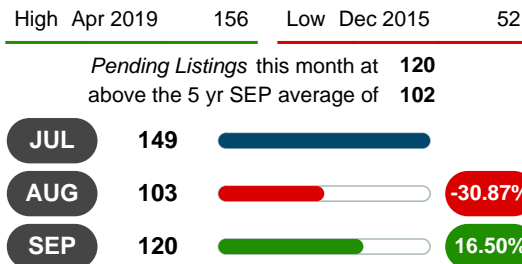 High Apr 2019 156 Low Dec 2015 52
Pending Listings this month at 120
above the 5 yr SEP average of 102
JUL 149
AUG 103 -30.87%
SEP 120 16.50%